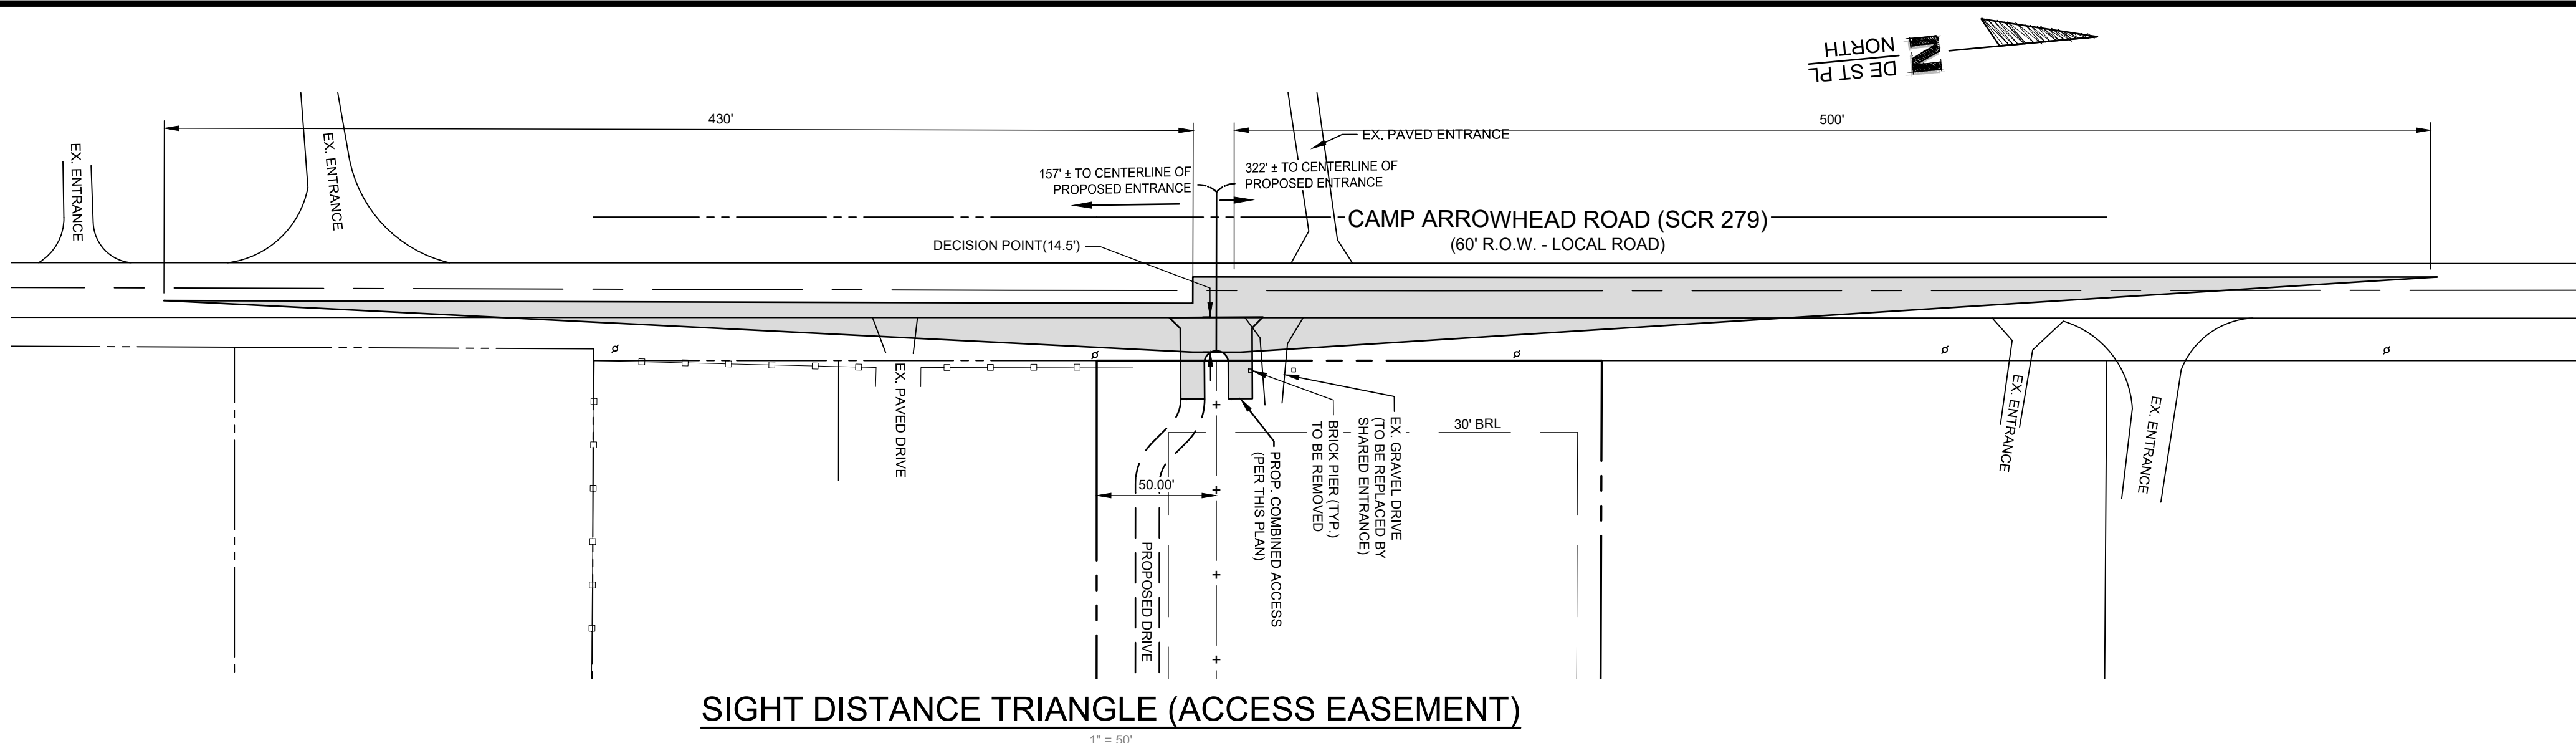 DE ST PL
NORTH
N
430'
500'
EX. PAVED ENTRANCE
EX. ENTRANCE
EX. ENTRANCE
157' ± TO CENTERLINE OF
PROPOSED ENTRANCE
322' ± TO CENTERLINE OF
PROPOSED ENTRANCE
CAMP ARROWHEAD ROAD (SCR 279)
(60' R.O.W. - LOCAL ROAD)
DECISION POINT(14.5')
EX. PAVED DRIVE
50.00'
PROPOSED DRIVE
PROP. COMBINED ACCESS
(PER THIS PLAN)
BRICK PIER (TYP.)
TO BE REMOVED
EX. GRAVEL DRIVE
(TO BE REPLACED BY
SHARED ENTRANCE)
30' BRL
EX. ENTRANCE
EX. ENTRANCE
SIGHT DISTANCE TRIANGLE (ACCESS EASEMENT)
1" = 50'